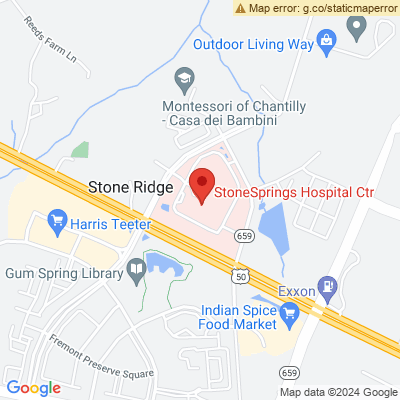 Map error: g.co/staticmaperror
Reeds Farm Ln
Outdoor Living Way
Montessori of Chantilly
- Casa dei Bambini
Stone Ridge
StoneSprings Hospital Ctr
Harris Teeter
659
Gum Spring Library
50
Exxon
Indian Spice
Food Market
Fremont Preserve Square
659
Google
Map data ©2024 Google